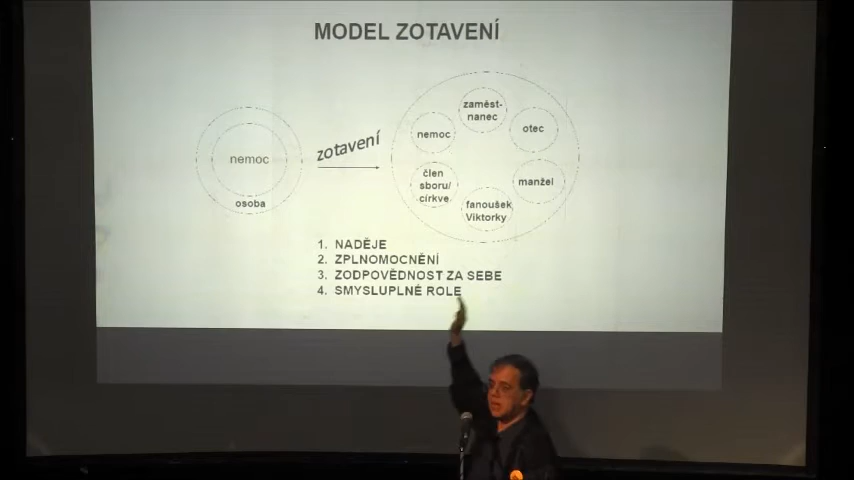 MODEL ZOTAVENÍ
nemoc
osoba
zotavení
zaměst-
nanec
nemoc
otec
člen
sboru/
církve
manžel
fanoušek
Viktorky
1. NADĚJE
2. ZPLNOMOCNĚNÍ
3. ZODPOVĚDNOST ZA SEBE
4. SMYSLUPLNÉ ROLE